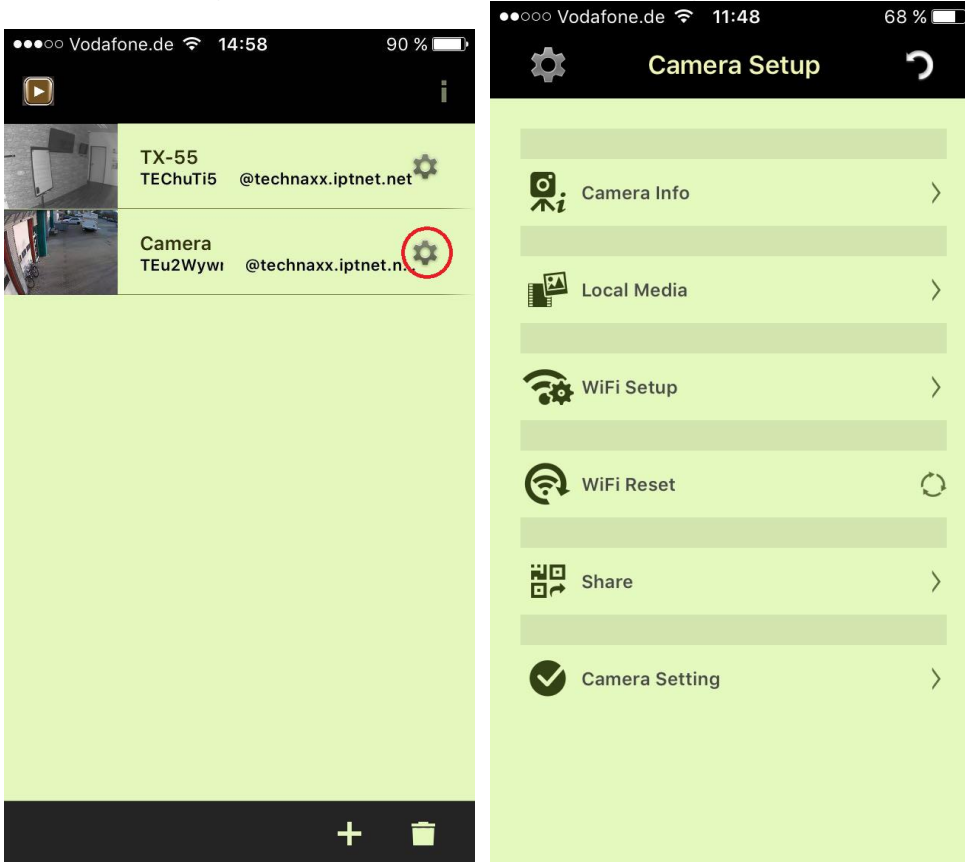 Vodafone.de 14:58 90 %
i
TX-55
TEChuTi5 @technaxx.iptnet.net
Camera
TEu2Wyw @technaxx.iptnet.n...
Vodafone.de 11:48 68 %
Camera Setup
Camera Info
Local Media
WiFi Setup
WiFi Reset
Share
Camera Setting